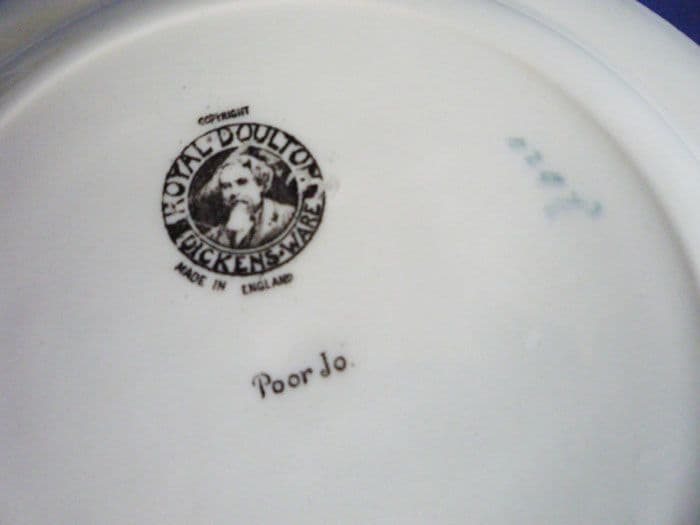 COPYRIGHT
ROYAL·DOULTON
DICKENS-WARE
MADE IN ENGLAND
Poor Jo.